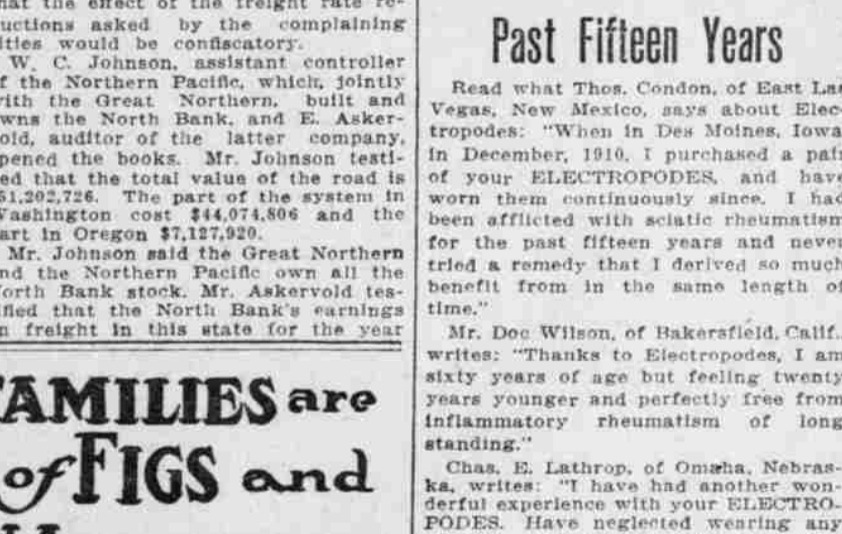 that the effect of the freight rate re-
uctions asked by the complaining
ities would be confiscatory.
W. C. Johnson, assistant controller
f the Northern Pacific, which, jointly
ith the Great Northern, built and
wns the North Bank, and E. Asker-
old, auditor of the latter company,
pened the books. Mr. Johnson testi-
ed that the total value of the road is
51,202,726. The part of the system in
Washington cost $44,074,806 and the
art in Oregon $7,127,920.
Mr. Johnson said the Great Northern
nd the Northern Pacific own all the
North Bank stock. Mr. Askervold tes-
ified that the North Bank's earnings
n freight in this state for the year
FAMILIES are
of FIGS and
Past Fifteen Years
Read what Thos. Condon, of East Las
Vegas, New Mexico, says about Elec-
tropodes: "When in Des Moines, Iowa
in December, 1910, I purchased a pair
of your ELECTROPODES, and have
worn them continuously since. I had
been afflicted with sciatic rheumatism
for the past fifteen years and never
tried a remedy that I derived so much
benefit from in the same length of
time."
Mr. Doc Wilson, of Bakersfield, Calif.,
writes: "Thanks to Electropodes, I am
sixty years of age but feeling twenty
years younger and perfectly free from
inflammatory rheumatism of long
standing."
Chas. E. Lathrop, of Omaha, Nebras-
ka, writes: "I have had another won-
derful experience with your ELECTRO-
PODES. Have neglected wearing any